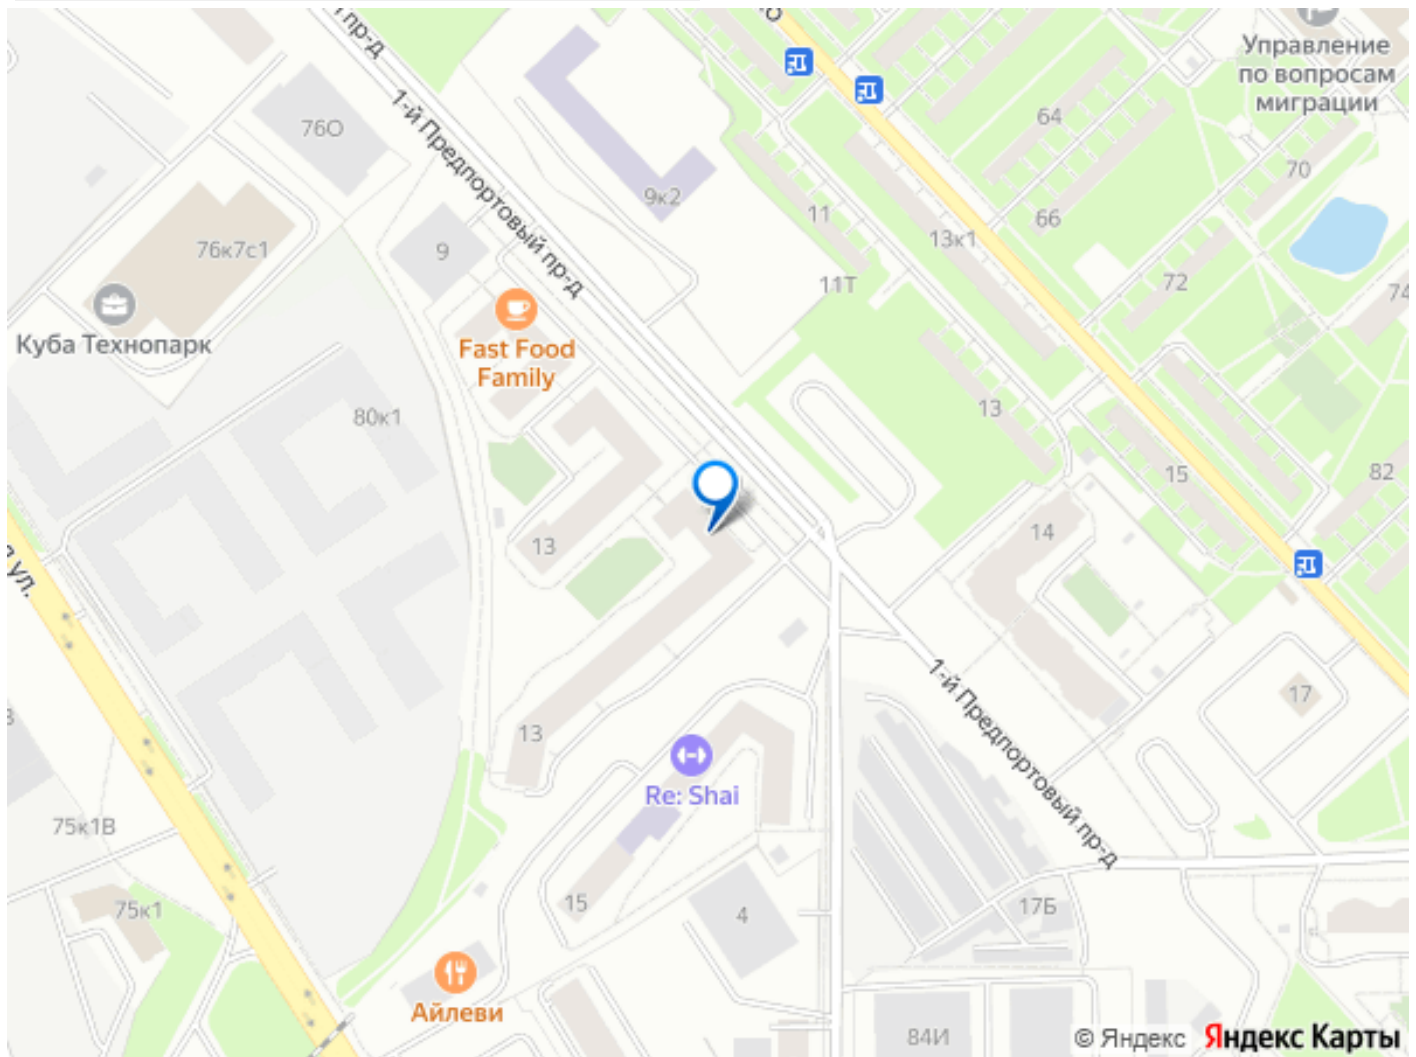 й пр-д
Управление
по вопросам
миграции
1-й Предпортовый пр-д
76О
64
70
9к2
11
66
13к1
9
76к7с1
11Т
72
74
Куба Технопарк
Fast Food
Family
80к1
13
15
82
14
13
ул.
1-й Предпортовый пр-д
17
13
Re: Shai
75к1В
15
4
17Б
75к1
Айлеви
84И
© Яндекс Яндекс Карты